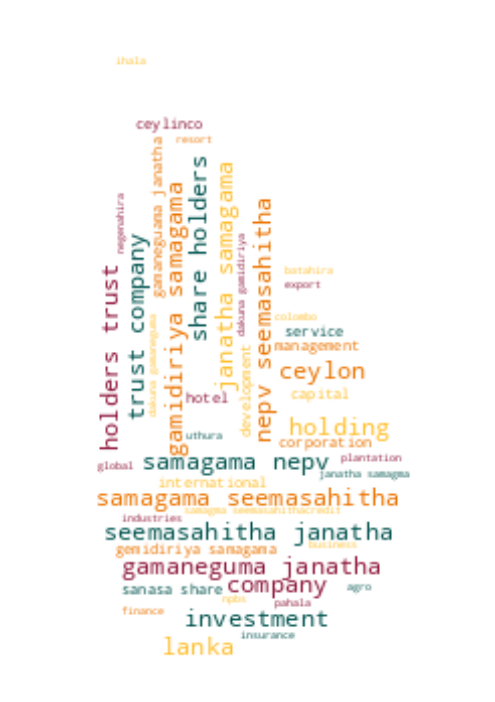 ihala
ceylinco
resort
negenahira
holders trust
trust company
gamaneguama janatha
dakuna gamaneguma
gamidiriya samagama
share holders
janatha samagama
dakuna gamidiriya
development
nepv seemasahitha
batahira
export
colombo
service
management
ceylon
capital
hotel
holding
uthura
corporation
global
samagama nepv
plantation
janatha samagma
international
samagama seemasahitha
samagma seemasahithacredit
industries
seemasahitha janatha
gemidiriya samagama
business
gamaneguma janatha
sanasa share
company
agro
npbs
pahala
finance
investment
insurance
lanka